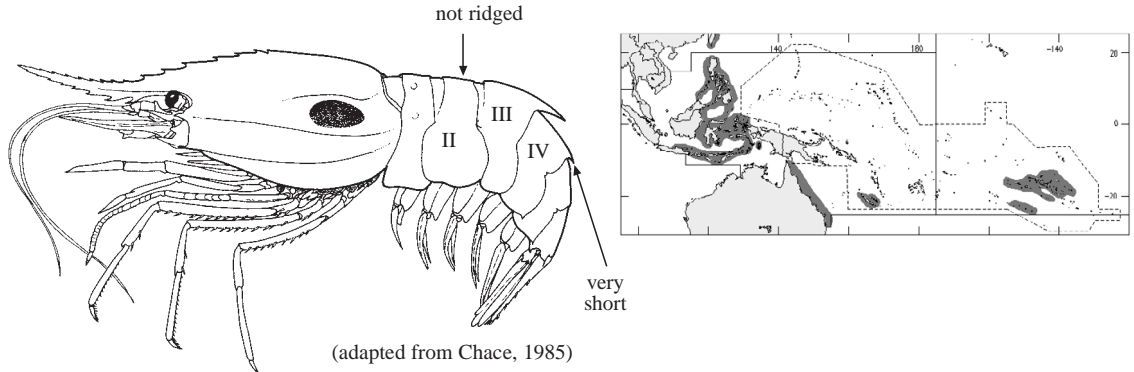 not ridged
II
III
IV
very
short
(adapted from Chace, 1985)
140
180
−140
20
0
−20